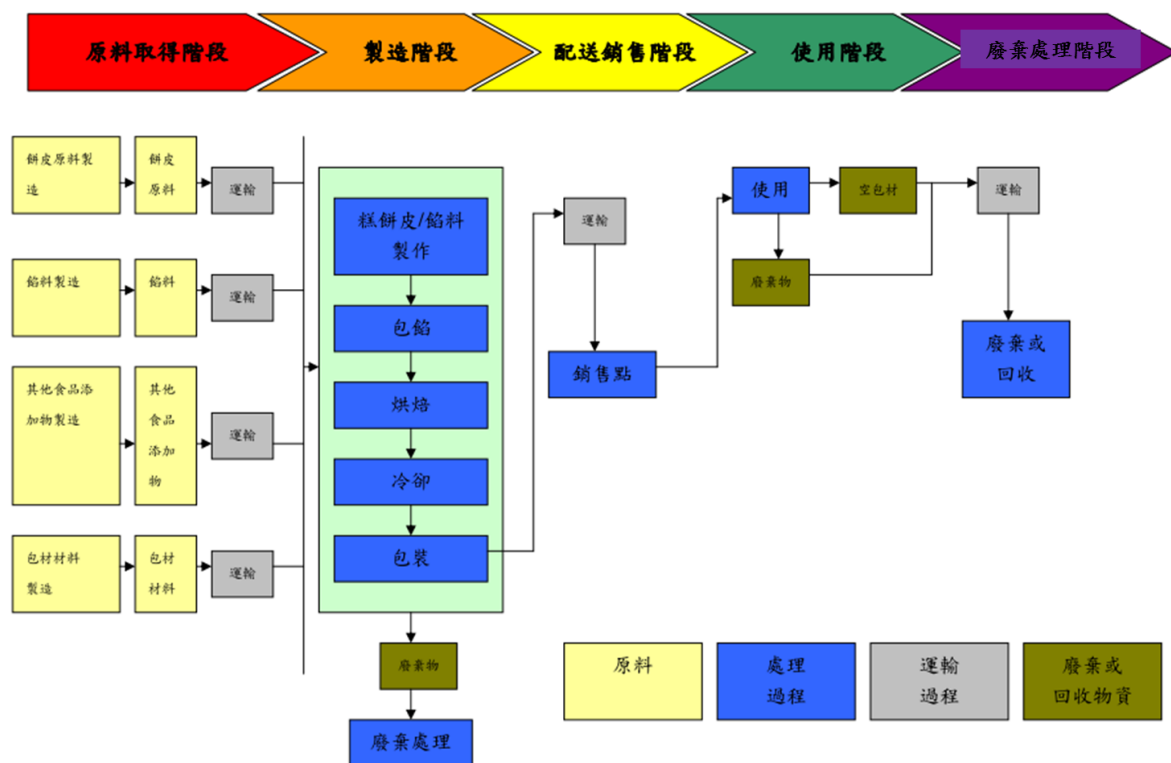 原料取得階段
製造階段
配送銷售階段
使用階段
廢棄處理階段
餅皮原料製
造
餅皮
原料
運輸
餡料製造
餡料
運輸
其他食品添
加物製造
其他
食品
添加
物
運輸
包材材料
製造
包材
材料
運輸
糕餅皮/餡料
製作
包餡
烘焙
冷卻
包裝
廢棄物
廢棄處理
運輸
銷售點
使用
空包材
廢棄物
運輸
廢棄或
回收
原料
處理
過程
運輸
過程
廢棄或
回收物資